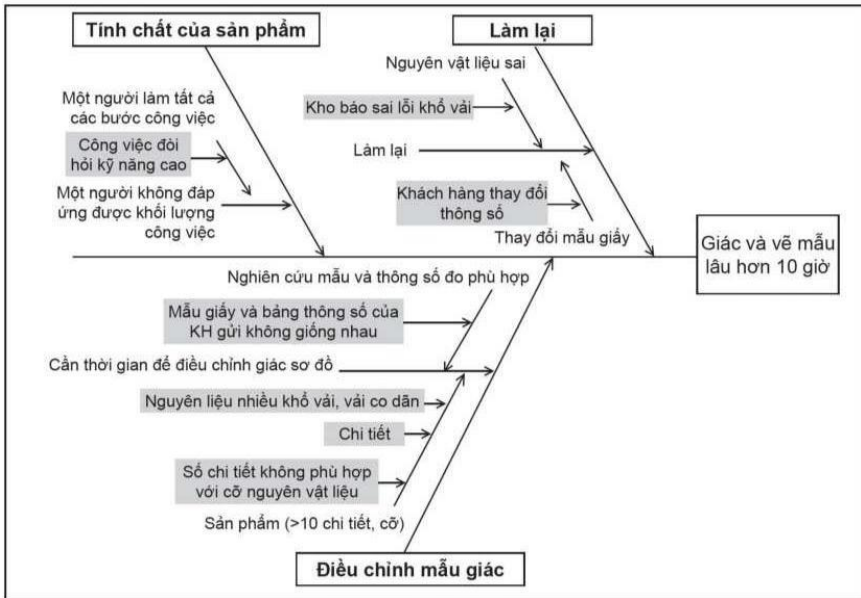 Tính chất của sản phẩm
Làm lại
Nguyên vật liệu sai
Một người làm tất cả
các bước công việc
Kho báo sai lỗi khổ vải
Công việc đòi
hỏi kỹ năng cao
Làm lại
Một người không đáp
ứng được khối lượng
công việc
Khách hàng thay đổi
thông số
Thay đổi mẫu giấy
Giác và vẽ mẫu
lâu hơn 10 giờ
Nghiên cứu mẫu và thông số đo phù hợp
Mẫu giấy và bảng thông số của
KH gửi không giống nhau
Cần thời gian để điều chỉnh giác sơ đồ
Nguyên liệu nhiều khổ vải, vải co dãn
Chi tiết
Số chi tiết không phù hợp
với cỡ nguyên vật liệu
Sản phẩm (>10 chi tiết, cỡ)
Điều chỉnh mẫu giác